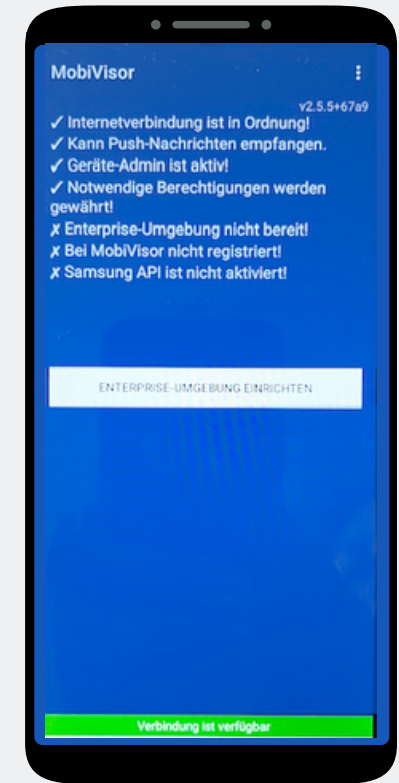 MobiVisor
v2.5.5+67a9
✓ Internetverbindung ist in Ordnung!
✓ Kann Push-Nachrichten empfangen.
✓ Geräte-Admin ist aktiv!
✓ Notwendige Berechtigungen werden
gewährt!
✗ Enterprise-Umgebung nicht bereit!
✗ Bei MobiVisor nicht registriert!
✗ Samsung API ist nicht aktiviert!
ENTERPRISE-UMGEBUNG EINRICHTEN
Verbindung ist verfügbar